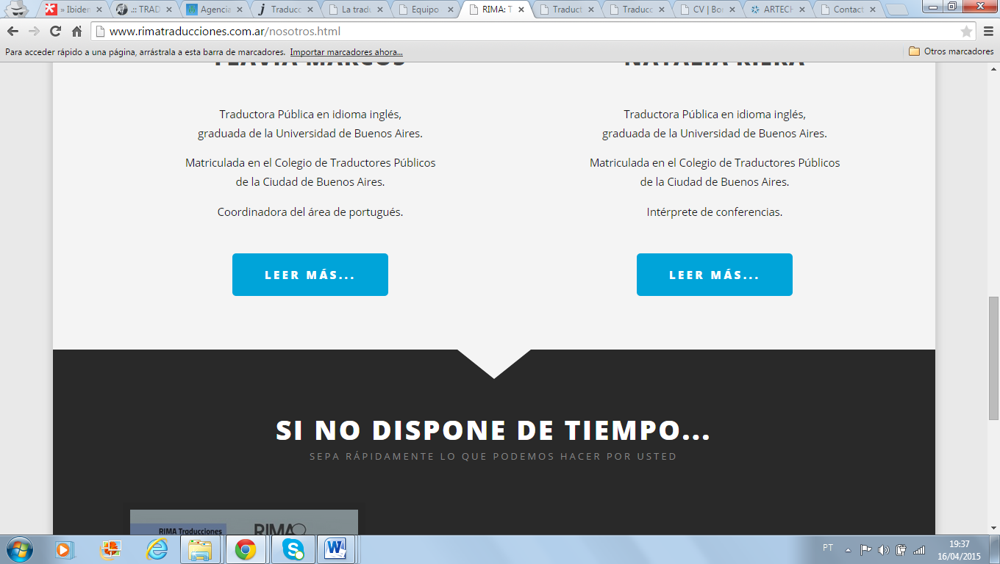 » Ibiden
.:: TRAD
Agencia
Traducc
La tradu
Equipo
RIMA: T
Traduct
Traducc
CV | Bor
ARTECH
Contact
www.rimatraducciones.com.ar/nosotros.html
Para acceder rápido a una página, arrástrala a esta barra de marcadores. Importar marcadores ahora...
Otros marcadores
FLAVIA MARCOS
NATALIA RIERA
Traductora Pública en idioma inglés,
graduada de la Universidad de Buenos Aires.
Matriculada en el Colegio de Traductores Públicos
de la Ciudad de Buenos Aires.
Coordinadora del área de portugués.
LEER MÁS...
Traductora Pública en idioma inglés,
graduada de la Universidad de Buenos Aires.
Matriculada en el Colegio de Traductores Públicos
de la Ciudad de Buenos Aires.
Intérprete de conferencias.
LEER MÁS...
SI NO DISPONE DE TIEMPO...
SEPA RÁPIDAMENTE LO QUE PODEMOS HACER POR USTED
RIMA Traducciones
RIMA
PT
19:37
16/04/2015